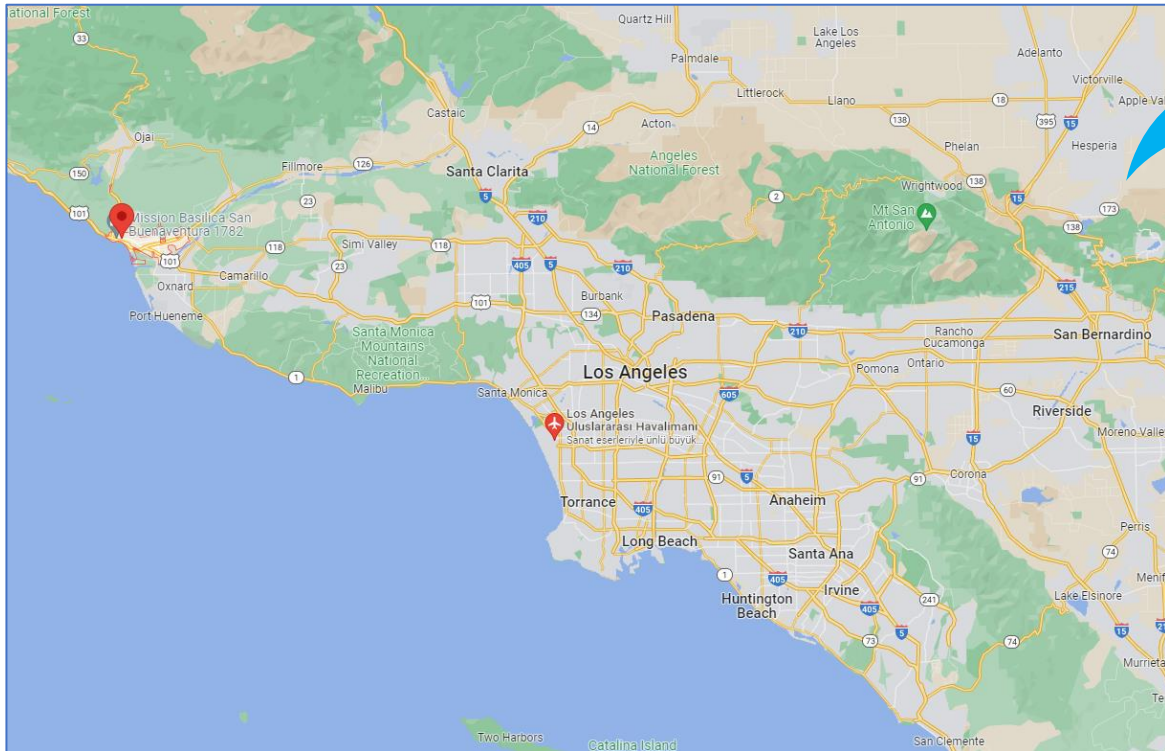 ational Forest
Quartz Hill
Lake Los
Angeles
Adelanto
33
Palmdale
Victorville
Littlerock
Llano
18
395
Apple Val
Castaic
15
14
Acton
138
Hesperia
Ojai
Phelan
Angeles
National Forest
126
Fillmore
150
Santa Clarita
5
2
Wrightwood
138
15
101
23
210
Mt San
Antonio
173
Mission Basilica San
Buenaventura 1782
138
118
Simi Valley
118
101
Camarillo
23
405
5
210
Oxnard
215
Burbank
101
134
Port Hueneme
Pasadena
210
Rancho
Cucamonga
San Bernardino
Santa Monica
Mountains
National
Recreation...
Los Angeles
Pomona
Ontario
1
Malibu
Santa Monica
605
60
Riverside
Los Angeles
Uluslararası Havalimanı
Sanat eserleriyle ünlü büyük
Moreno Valley
15
91
5
91
Corona
Torrance
Anaheim
405
Perris
Long Beach
Santa Ana
74
1
405
Irvine
Menif
Huntington
Beach
405
241
Lake Elsinore
5
73
74
15
21
Murrieta
Te
Two Harbors
Catalina Island
San Clemente